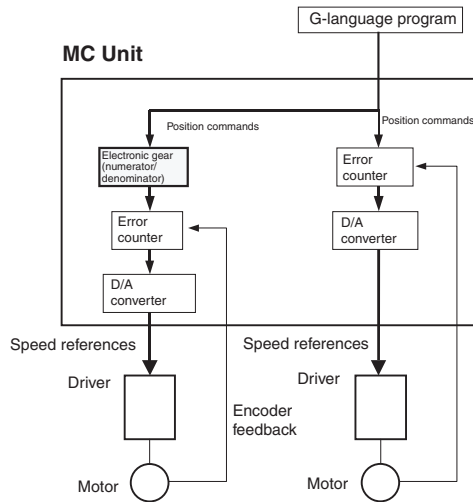 G-language program
MC Unit
Position commands
Position commands
Electronic gear
(numerator/
denominator)
Error
counter
Error
counter
D/A
converter
D/A
converter
Speed references
Speed references
Driver
Driver
Encoder
feedback
Motor
Motor